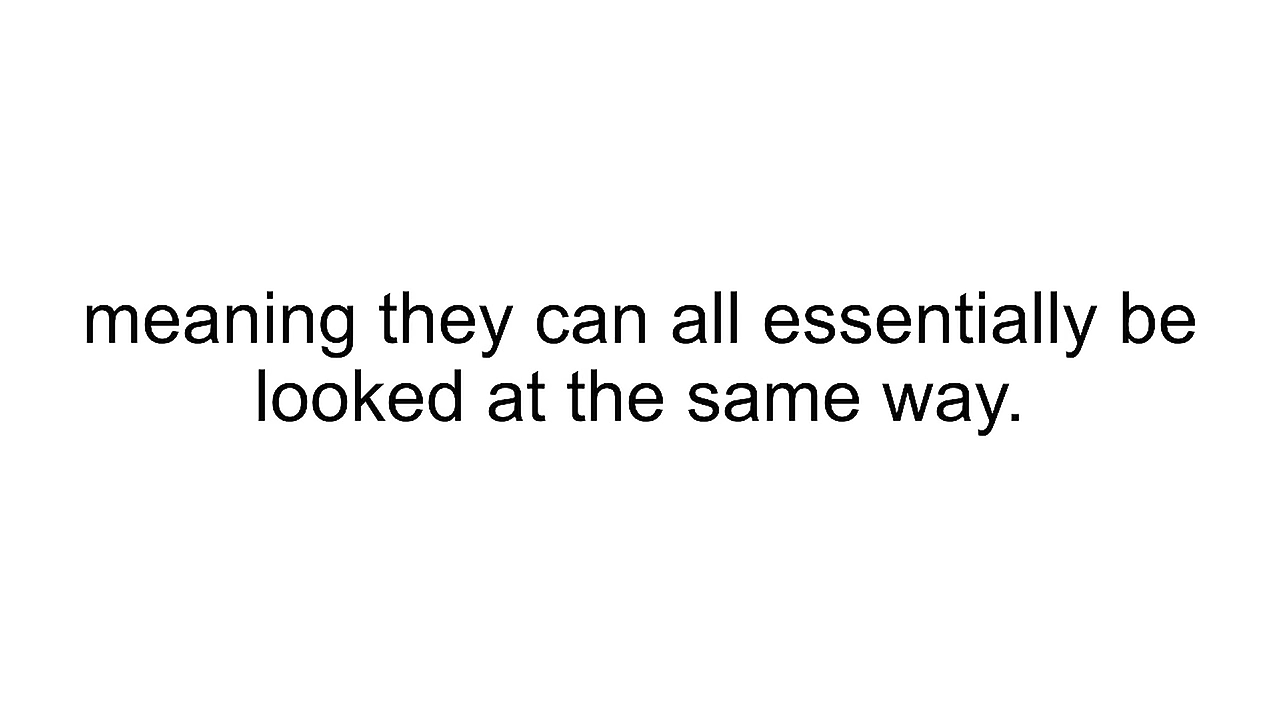 meaning they can all essentially be
looked at the same way.